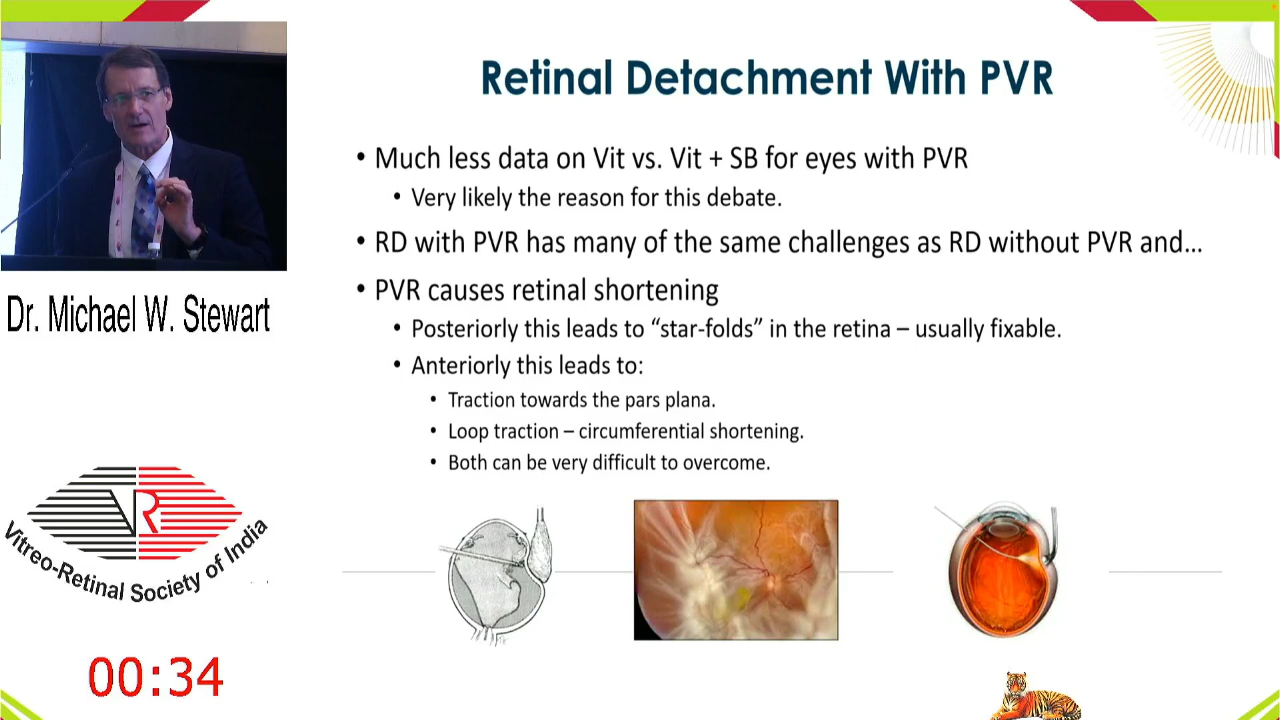 Retinal Detachment With PVR
• Much less data on Vit vs. Vit + SB for eyes with PVR
• Very likely the reason for this debate.
• RD with PVR has many of the same challenges as RD without PVR and...
• PVR causes retinal shortening
• Posteriorly this leads to “star-folds” in the retina – usually fixable.
• Anteriorly this leads to:
• Traction towards the pars plana.
• Loop traction – circumferential shortening.
• Both can be very difficult to overcome.
Dr. Michael W. Stewart
VR
Vitreo-Retinal Society of India
00:34